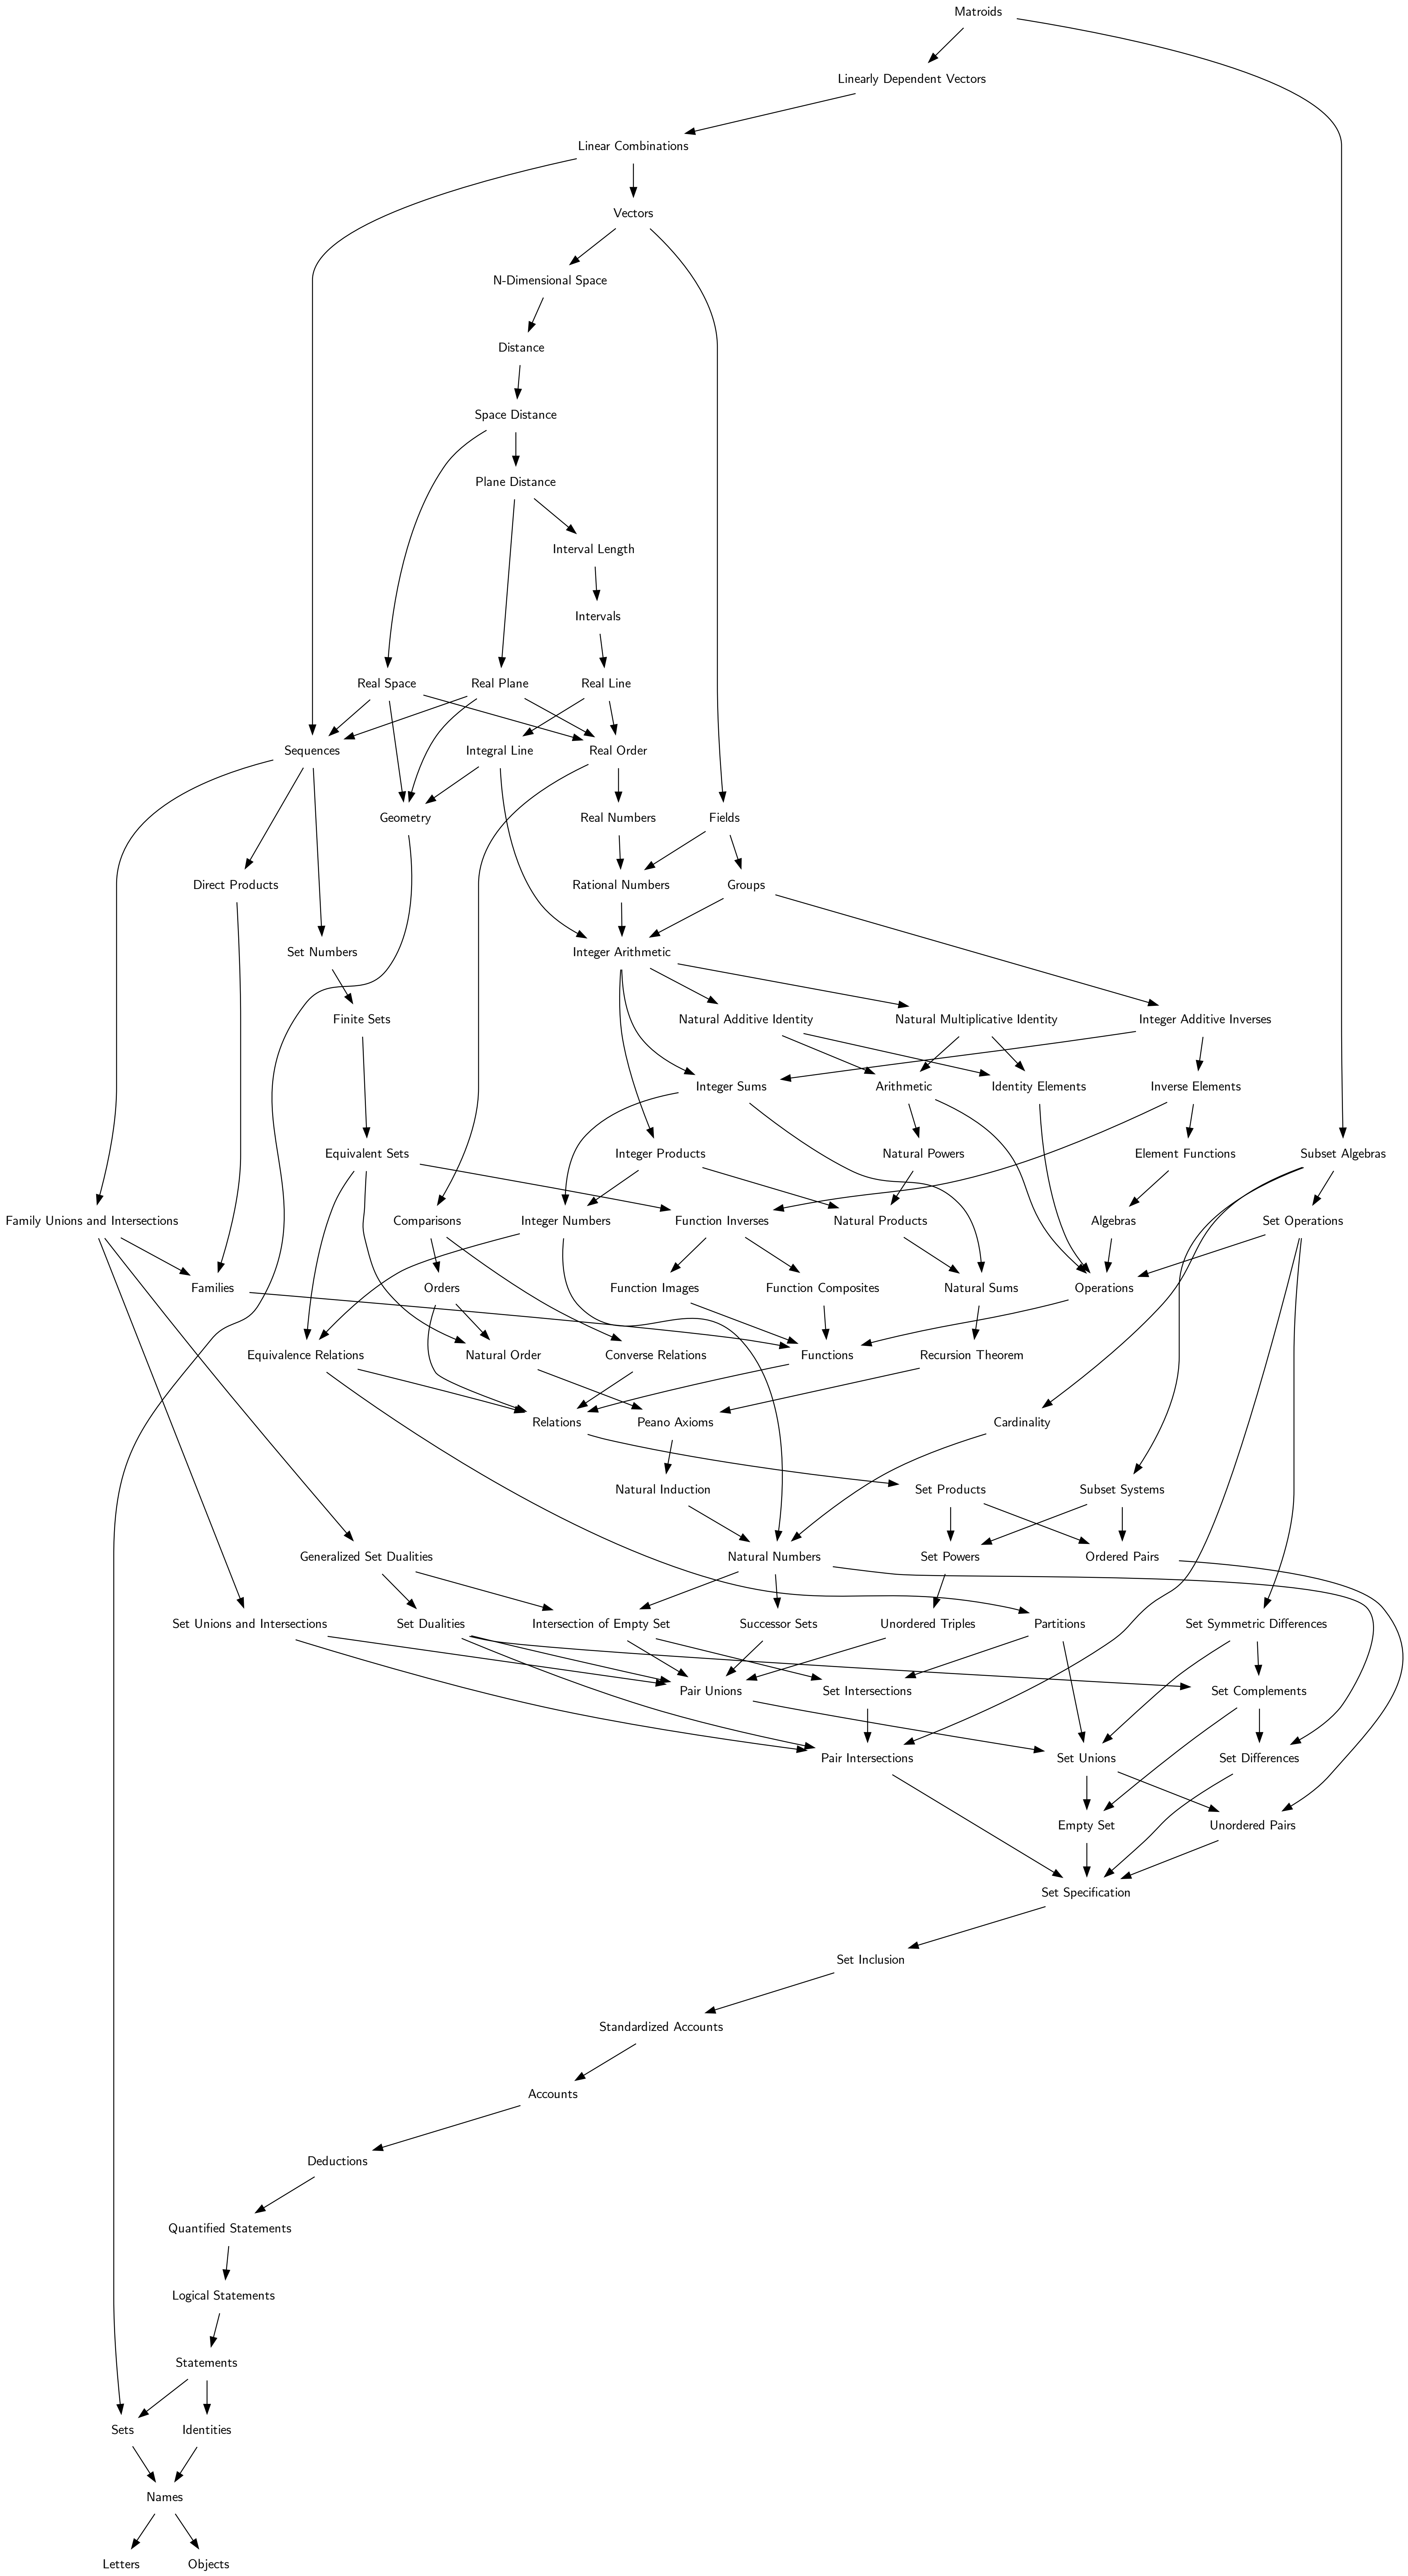 Matroids
Linearly Dependent Vectors
Linear Combinations
Vectors
N-Dimensional Space
Distance
Space Distance
Plane Distance
Interval Length
Intervals
Real Space
Real Plane
Real Line
Sequences
Integral Line
Real Order
Geometry
Real Numbers
Fields
Direct Products
Rational Numbers
Groups
Set Numbers
Integer Arithmetic
Finite Sets
Natural Additive Identity
Natural Multiplicative Identity
Integer Additive Inverses
Integer Sums
Arithmetic
Identity Elements
Inverse Elements
Equivalent Sets
Integer Products
Natural Powers
Element Functions
Subset Algebras
Family Unions and Intersections
Comparisons
Integer Numbers
Function Inverses
Natural Products
Algebras
Set Operations
Families
Orders
Function Images
Function Composites
Natural Sums
Operations
Equivalence Relations
Natural Order
Converse Relations
Functions
Recursion Theorem
Relations
Peano Axioms
Cardinality
Natural Induction
Set Products
Subset Systems
Generalized Set Dualities
Natural Numbers
Set Powers
Ordered Pairs
Set Unions and Intersections
Set Dualities
Intersection of Empty Set
Successor Sets
Unordered Triples
Partitions
Set Symmetric Differences
Pair Unions
Set Intersections
Set Complements
Pair Intersections
Set Unions
Set Differences
Empty Set
Unordered Pairs
Set Specification
Set Inclusion
Standardized Accounts
Accounts
Deductions
Quantified Statements
Logical Statements
Statements
Sets
Identities
Names
Letters
Objects